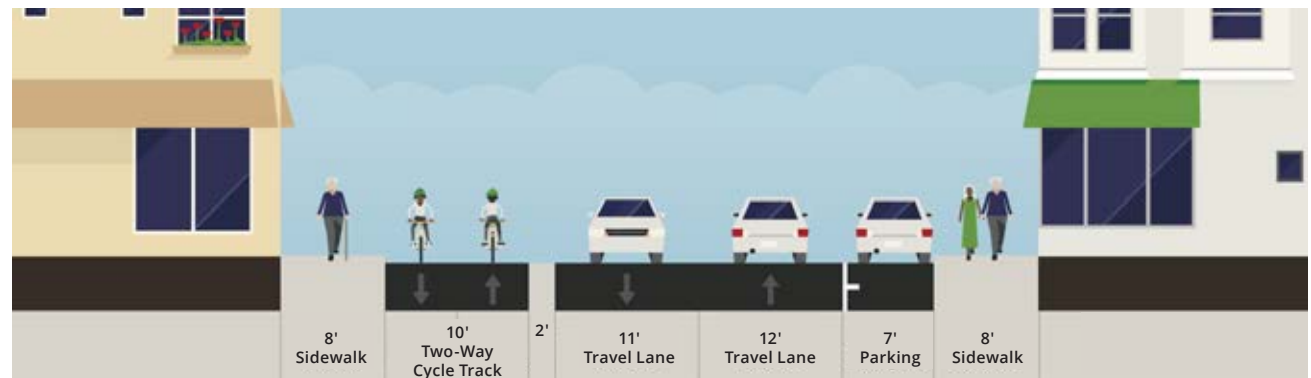 8'
Sidewalk
10'
Two-Way
Cycle Track
2'
11'
Travel Lane
12'
Travel Lane
7'
Parking
8'
Sidewalk